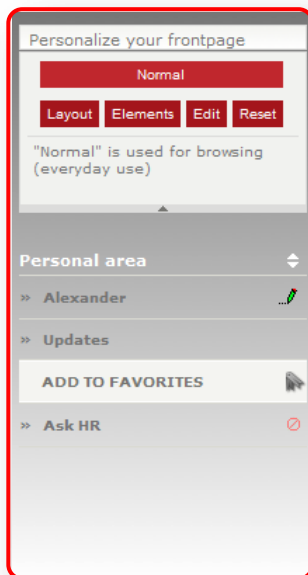 Personalize your frontpage
Normal
Layout Elements Edit Reset
"Normal" is used for browsing
(everyday use)
Personal area
» Alexander
» Updates
ADD TO FAVORITES
» Ask HR